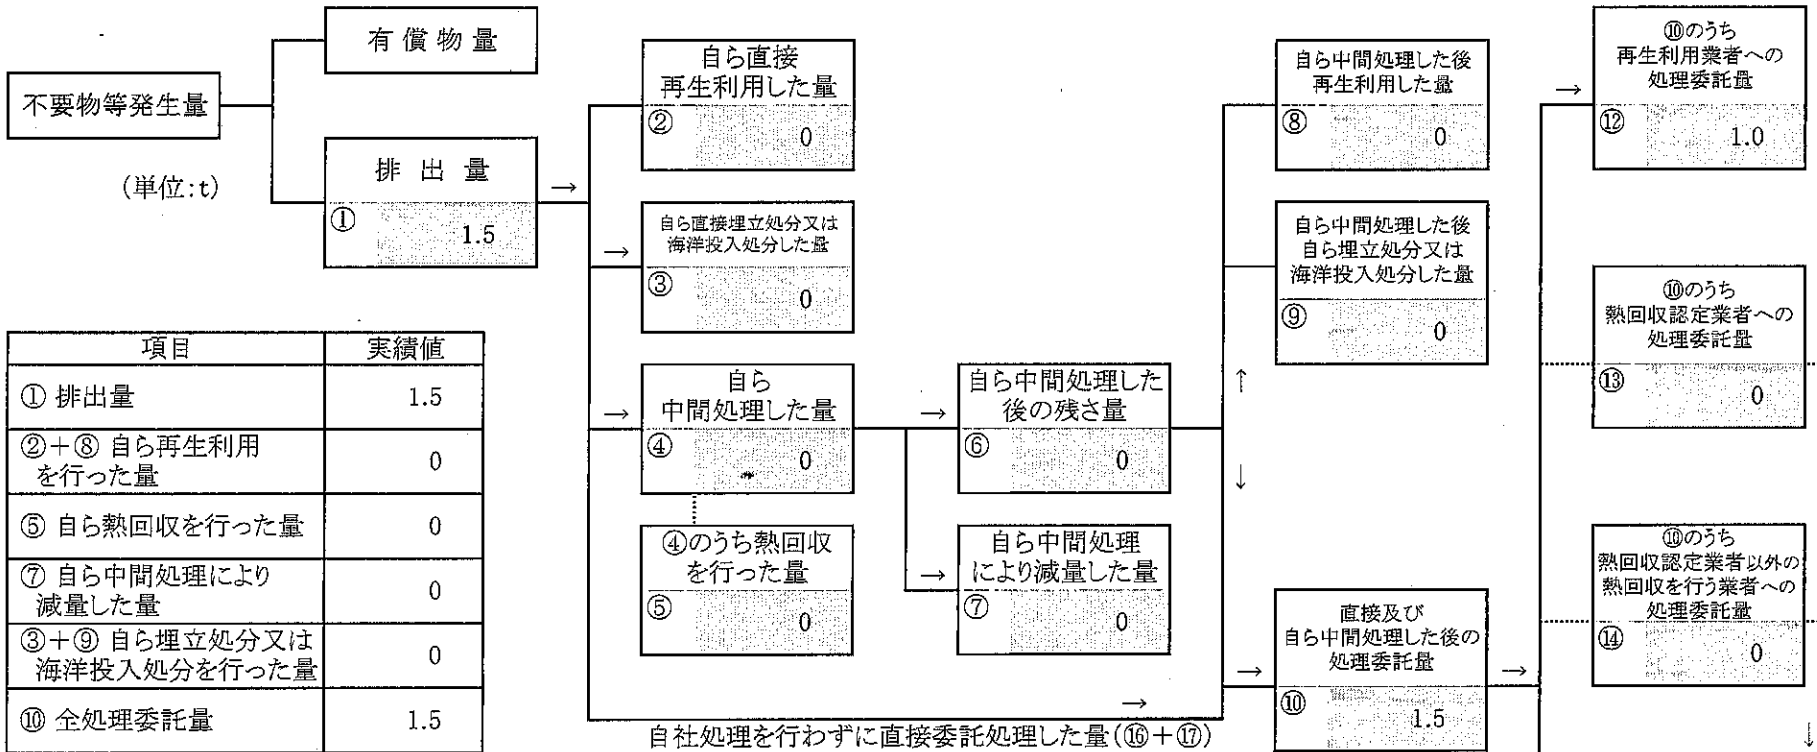 有 償 物 量
不要物等発生量
(単位:t)
排 出 量
①
1.5
自ら直接
再生利用した量
②
0
自ら直接埋立処分又は
海洋投入処分した量
③
0
自ら
中間処理した量
④
0
④のうち熱回収
を行った量
⑤
0
自ら中間処理した
後の残さ量
⑥
0
自ら中間処理
により減量した量
⑦
0
自ら中間処理した後
再生利用した量
⑧
0
自ら中間処理した後
自ら埋立処分又は
海洋投入処分した量
⑨
0
直接及び
自ら中間処理した後の
処理委託量
⑩
1.5
⑩のうち
再生利用業者への
処理委託量
⑫
1.0
⑩のうち
熱回収認定業者への
処理委託量
⑬
0
⑩のうち
熱回収認定業者以外の
熱回収を行う業者への
処理委託量
⑭
0
自社処理を行わずに直接委託処理した量(⑯+⑰)
項目 実績値
① 排出量 1.5
②+⑧ 自ら再生利用
を行った量 0
⑤ 自ら熱回収を行った量 0
⑦ 自ら中間処理により
減量した量 0
③+⑨ 自ら埋立処分又は
海洋投入処分を行った量 0
⑩ 全処理委託量 1.5